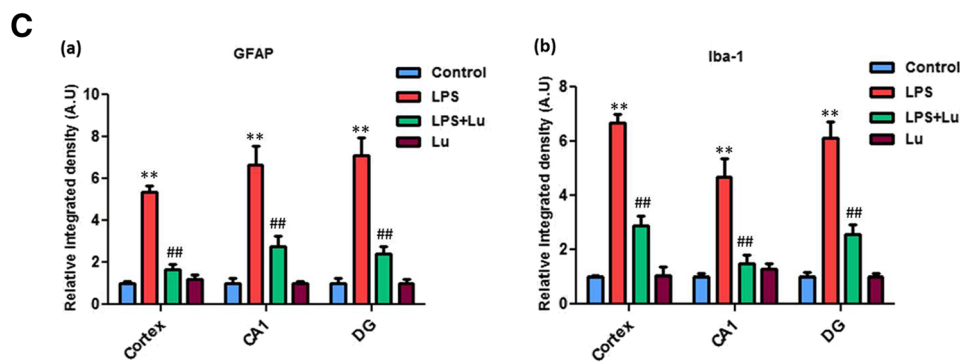 C
(a)
GFAP
Relative Integrated density (A.U)
10
8
6
4
2
0
**
##
**
##
**
##
Cortex
CA1
DG
Control
LPS
LPS+Lu
Lu
(b)
Iba-1
Relative Integrated density (A.U)
8
6
4
2
0
**
##
**
##
**
##
Cortex
CA1
DG
Control
LPS
LPS+Lu
Lu